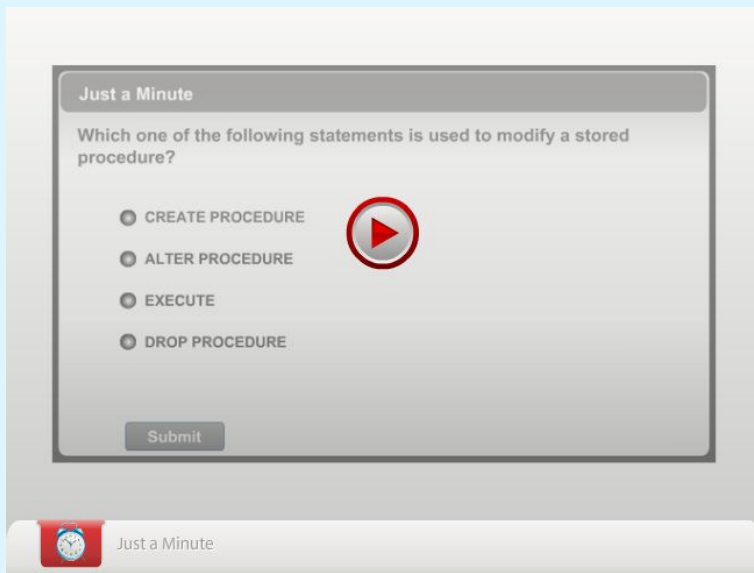 Just a Minute
Which one of the following statements is used to modify a stored
procedure?
CREATE PROCEDURE
ALTER PROCEDURE
EXECUTE
DROP PROCEDURE
Submit
Just a Minute